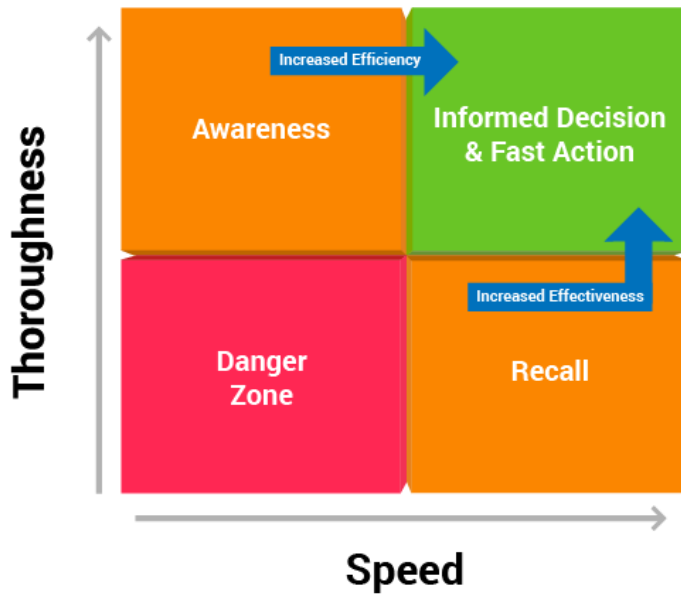 Thoroughness
Increased Efficiency
Awareness
Informed Decision
& Fast Action
Increased Effectiveness
Danger
Zone
Recall
Speed